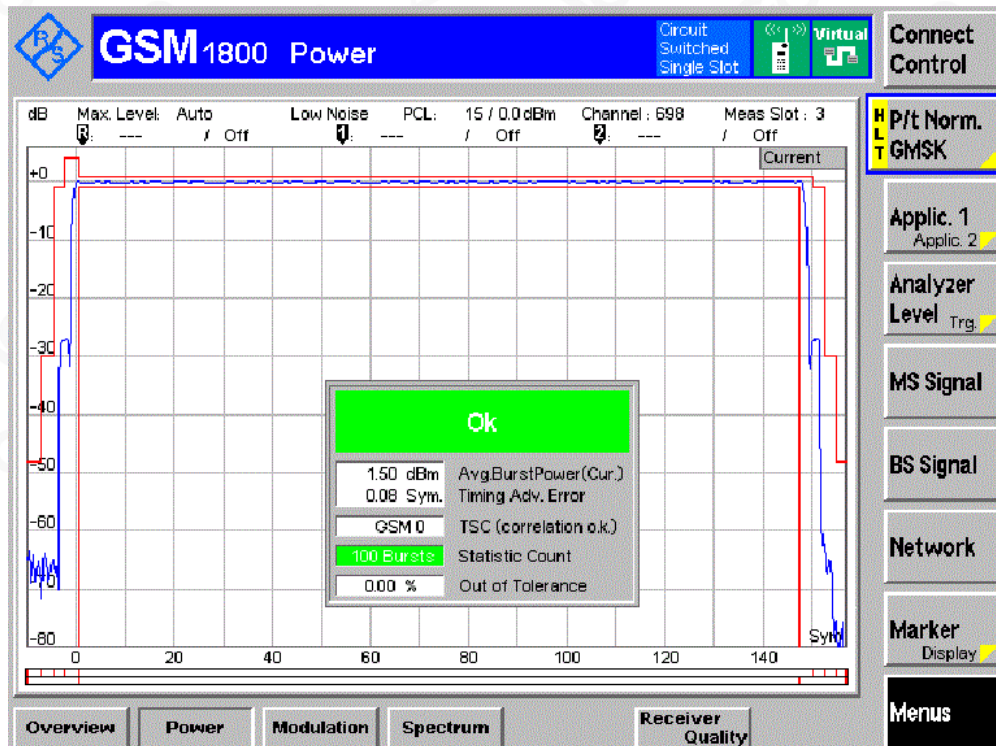 R S
GSM 1800 Power
Circuit
Switched
Single Slot
Virtual
Connect
Control
dB Max. Level: Auto Low Noise PCL: 15 / 0.0 dBm Channel : 698 Meas Slot : 3
R : --- / Off 1 : --- / Off 2 : --- / Off
Current
H
L
T
P/t Norm.
GMSK
+0
-10
-20
-30
-40
-50
-60
-70
-80
Ok
1.50 dBm Avg.BurstPower(Cur.)
0.08 Sym. Timing Adv. Error
GSM 0 TSC (correlation o.k.)
100 Bursts Statistic Count
0.00 % Out of Tolerance
Sym
0 20 40 60 80 100 120 140
Applic. 1
Applic. 2
Analyzer
Level Trg.
MS Signal
BS Signal
Network
Marker
Display
Menus
Overview Power Modulation Spectrum Receiver
Quality